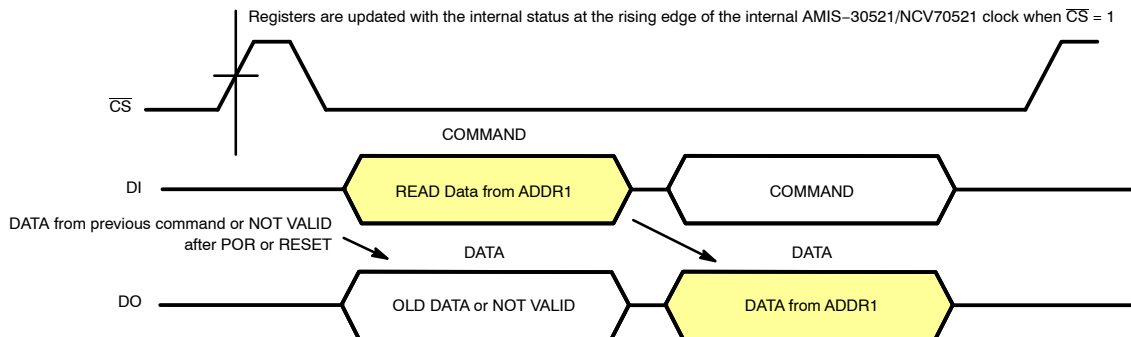 Registers are updated with the internal status at the rising edge of the internal AMIS−30521/NCV70521 clock when C̅S̅ = 1
C̅S̅
COMMAND
DI
READ Data from ADDR1
COMMAND
DATA from previous command or NOT VALID
after POR or RESET
DATA
DATA
DO
OLD DATA or NOT VALID
DATA from ADDR1